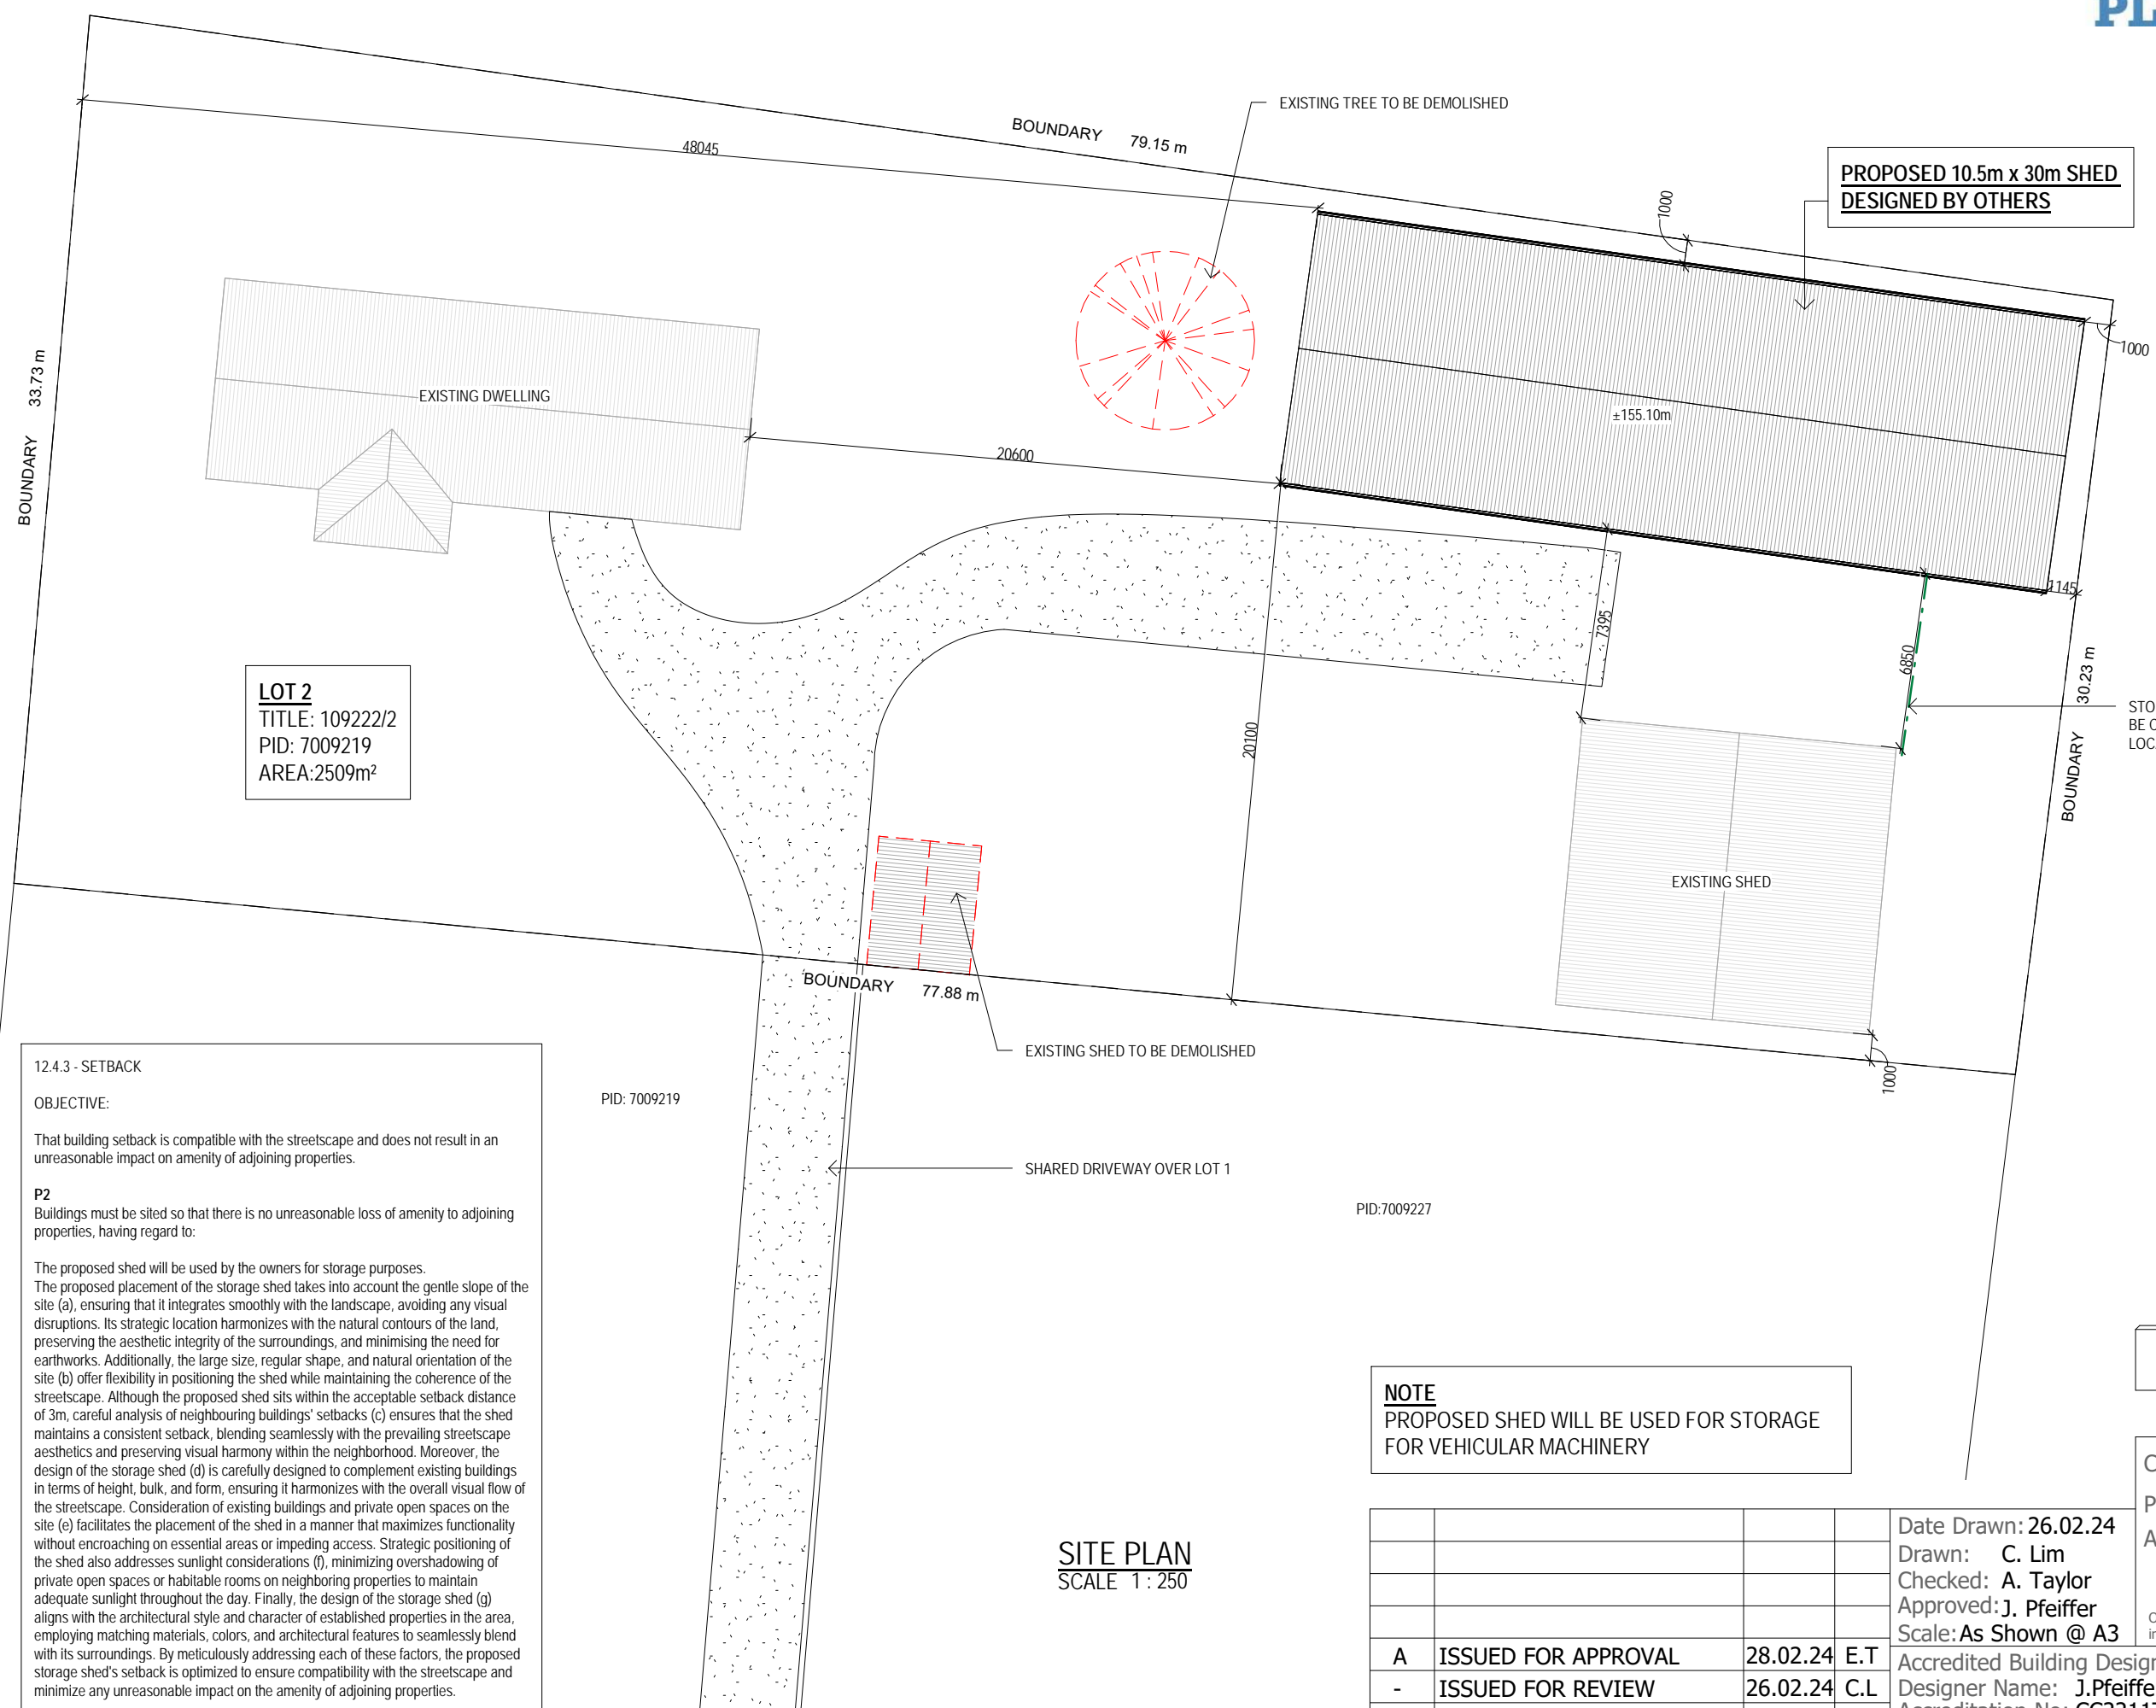 PL
EXISTING TREE TO BE DEMOLISHED
BOUNDARY 79.15 m
48045
1000
PROPOSED 10.5m x 30m SHED
DESIGNED BY OTHERS
1000
BOUNDARY 33.73 m
EXISTING DWELLING
±155.10m
20600
1145
7395
6850
BOUNDARY 30.23 m
LOT 2
TITLE: 109222/2
PID: 7009219
AREA:2509m²
STO
BE C
LOC
20100
EXISTING SHED
BOUNDARY 77.88 m
EXISTING SHED TO BE DEMOLISHED
1000
PID: 7009219
SHARED DRIVEWAY OVER LOT 1
PID:7009227
12.4.3 - SETBACK
OBJECTIVE:
That building setback is compatible with the streetscape and does not result in an
unreasonable impact on amenity of adjoining properties.
P2
Buildings must be sited so that there is no unreasonable loss of amenity to adjoining
properties, having regard to:
The proposed shed will be used by the owners for storage purposes.
The proposed placement of the storage shed takes into account the gentle slope of the
site (a), ensuring that it integrates smoothly with the landscape, avoiding any visual
disruptions. Its strategic location harmonizes with the natural contours of the land,
preserving the aesthetic integrity of the surroundings, and minimising the need for
earthworks. Additionally, the large size, regular shape, and natural orientation of the
site (b) offer flexibility in positioning the shed while maintaining the coherence of the
streetscape. Although the proposed shed sits within the acceptable setback distance
of 3m, careful analysis of neighbouring buildings' setbacks (c) ensures that the shed
maintains a consistent setback, blending seamlessly with the prevailing streetscape
aesthetics and preserving visual harmony within the neighborhood. Moreover, the
design of the storage shed (d) is carefully designed to complement existing buildings
in terms of height, bulk, and form, ensuring it harmonizes with the overall visual flow of
the streetscape. Consideration of existing buildings and private open spaces on the
site (e) facilitates the placement of the shed in a manner that maximizes functionality
without encroaching on essential areas or impeding access. Strategic positioning of
the shed also addresses sunlight considerations (f), minimizing overshadowing of
private open spaces or habitable rooms on neighboring properties to maintain
adequate sunlight throughout the day. Finally, the design of the storage shed (g)
aligns with the architectural style and character of established properties in the area,
employing matching materials, colors, and architectural features to seamlessly blend
with its surroundings. By meticulously addressing each of these factors, the proposed
storage shed's setback is optimized to ensure compatibility with the streetscape and
minimize any unreasonable impact on the amenity of adjoining properties.
SITE PLAN
SCALE 1 : 250
NOTE
PROPOSED SHED WILL BE USED FOR STORAGE
FOR VEHICULAR MACHINERY
A ISSUED FOR APPROVAL 28.02.24 E.T
- ISSUED FOR REVIEW 26.02.24 C.L
Date Drawn: 26.02.24
Drawn: C. Lim
Checked: A. Taylor
Approved: J. Pfeiffer
Scale: As Shown @ A3
Accredited Building Design
Designer Name: J.Pfeiffe
C
P
A